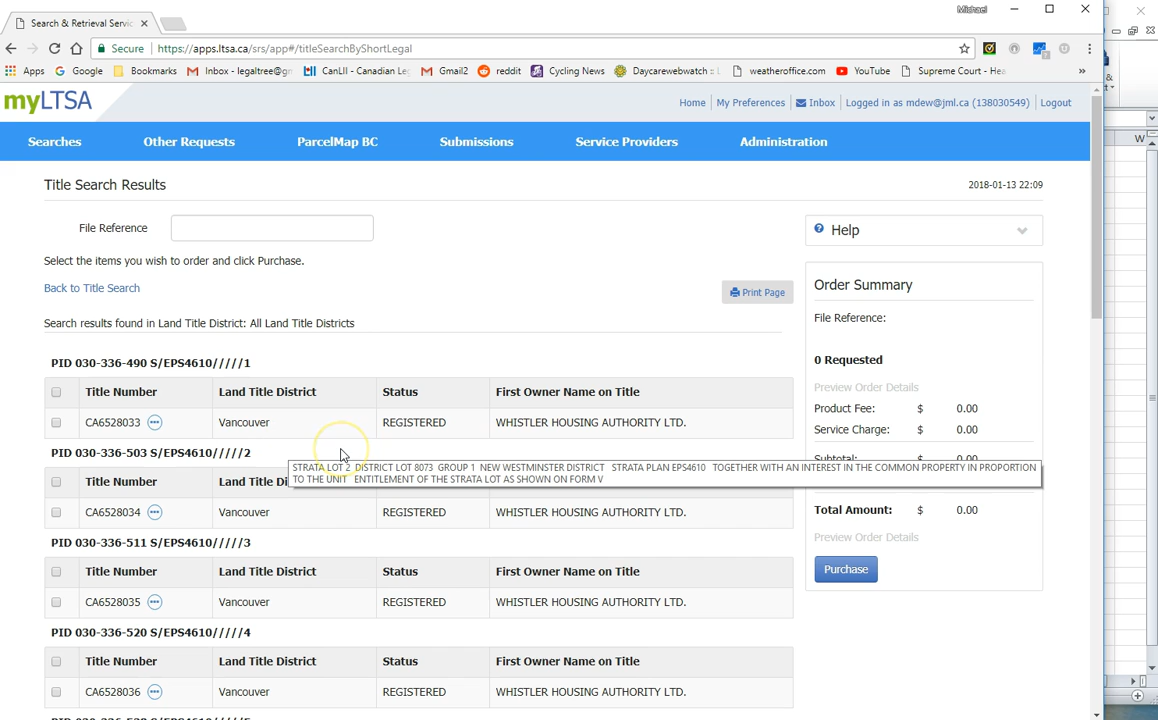 Michael
Search & Retrieval Servic
Secure | https://apps.ltsa.ca/srs/app#/titleSearchByShortLegal
Apps Google Bookmarks Inbox - legaltree@gm CanLII - Canadian Leg Gmail2 reddit Cycling News Daycarewebwatch :: weatheroffice.com YouTube Supreme Court - Hea »
myLTSA
Home My Preferences Inbox Logged in as mdew@jml.ca (138030549) Logout
Searches Other Requests ParcelMap BC Submissions Service Providers Administration
Title Search Results 2018-01-13 22:09
File Reference
Help
Select the items you wish to order and click Purchase.
Back to Title Search
Print Page
Search results found in Land Title District: All Land Title Districts
PID 030-336-490 S/EPS4610/////1
Title Number Land Title District Status First Owner Name on Title
CA6528033 Vancouver REGISTERED WHISTLER HOUSING AUTHORITY LTD.
PID 030-336-503 S/EPS4610/////2
STRATA LOT 2 DISTRICT LOT 8073 GROUP 1 NEW WESTMINSTER DISTRICT STRATA PLAN EPS4610 TOGETHER WITH AN INTEREST IN THE COMMON PROPERTY IN PROPORTION
TO THE UNIT ENTITLEMENT OF THE STRATA LOT AS SHOWN ON FORM V
Title Number Land Title Di
CA6528034 Vancouver REGISTERED WHISTLER HOUSING AUTHORITY LTD.
PID 030-336-511 S/EPS4610/////3
Title Number Land Title District Status First Owner Name on Title
CA6528035 Vancouver REGISTERED WHISTLER HOUSING AUTHORITY LTD.
PID 030-336-520 S/EPS4610/////4
Title Number Land Title District Status First Owner Name on Title
CA6528036 Vancouver REGISTERED WHISTLER HOUSING AUTHORITY LTD.
Order Summary
File Reference:
0 Requested
Preview Order Details
Product Fee: $ 0.00
Service Charge: $ 0.00
Subtotal: $ 0.00
Total Amount: $ 0.00
Preview Order Details
Purchase
&
W